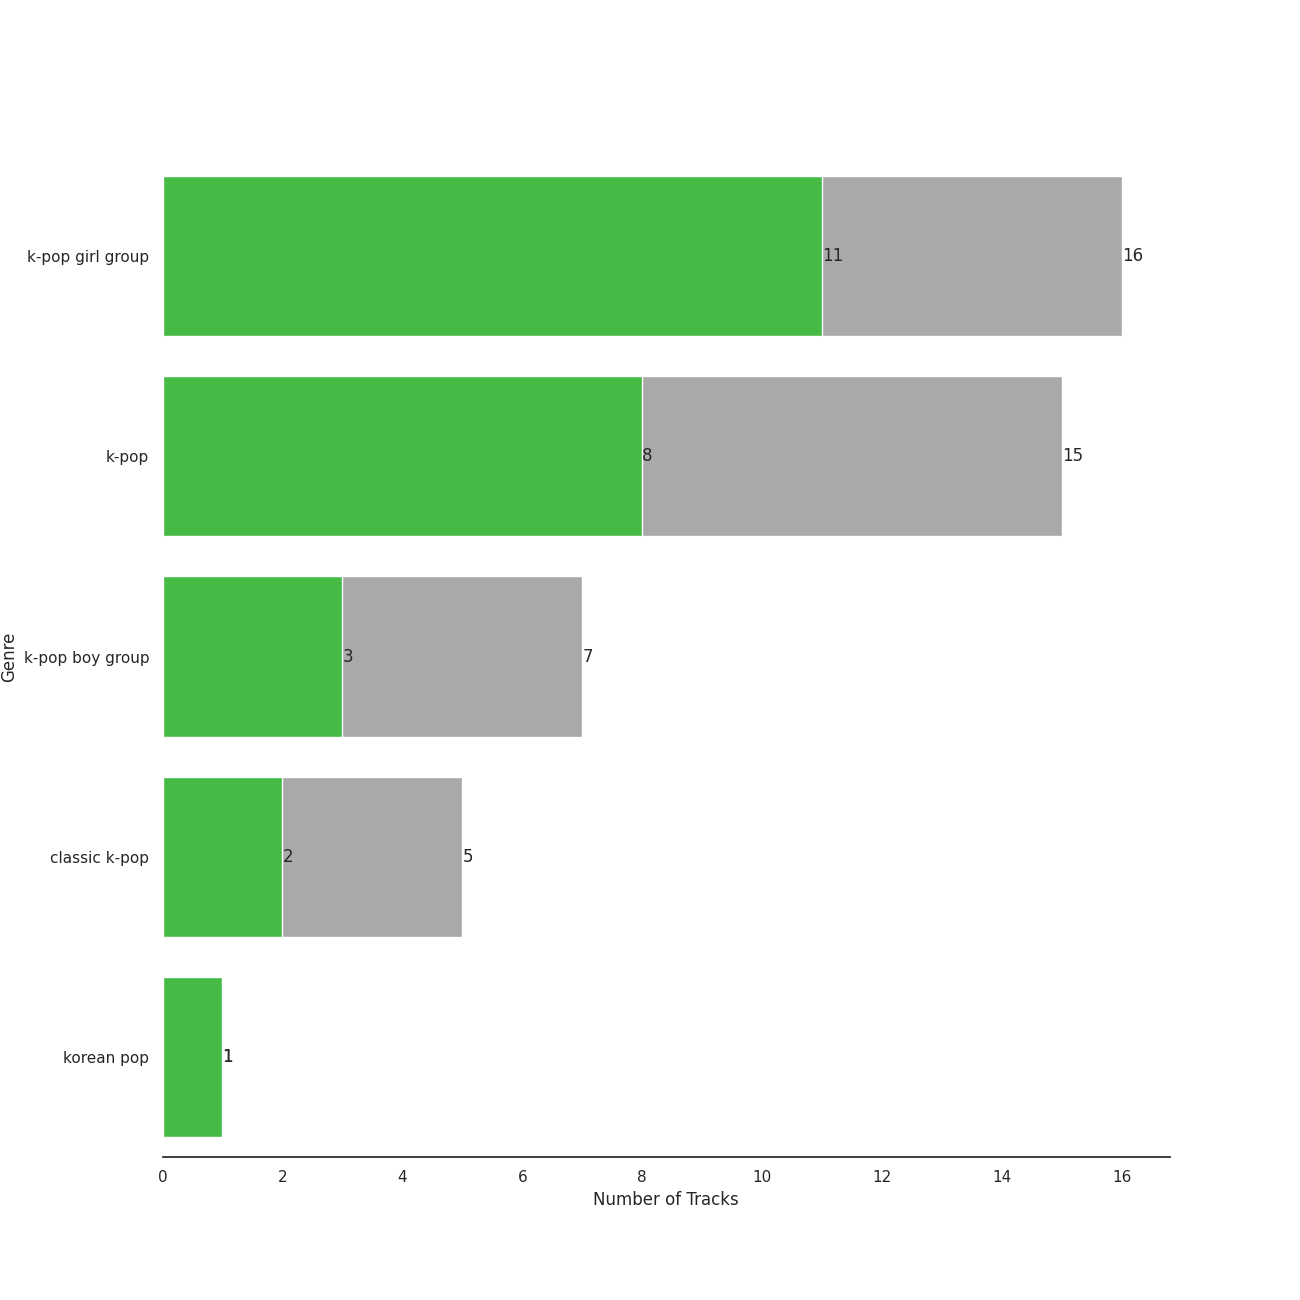 k-pop girl group
11
16
k-pop
8
15
k-pop boy group
3
7
classic k-pop
2
5
korean pop
1
Genre
0 2 4 6 8 10 12 14 16
Number of Tracks